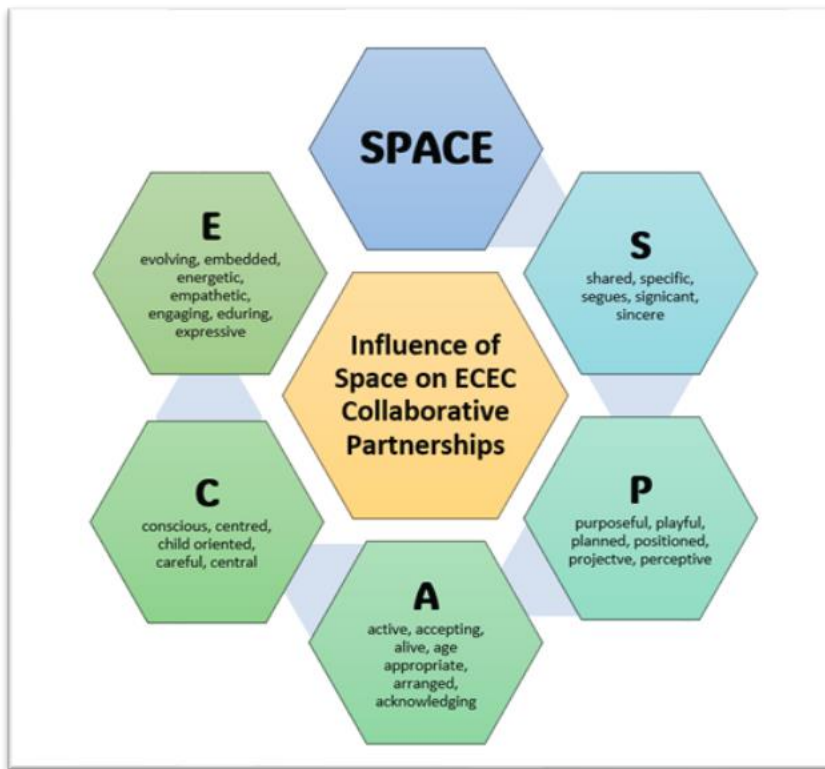 SPACE
S
shared, specific,
segues, signicant,
sincere
P
purposeful, playful,
planned, positioned,
projectve, perceptive
A
active, accepting,
alive, age
appropriate,
arranged,
acknowledging
C
conscious, centred,
child oriented,
careful, central
E
evolving, embedded,
energetic,
empathetic,
engaging, eduring,
expressive
Influence of
Space on ECEC
Collaborative
Partnerships